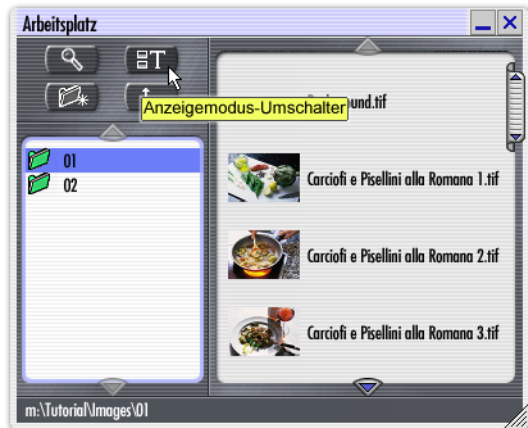 Arbeitsplatz
T
Anzeigemodus-Umschalter
01
02
ound.tif
Carciofi e Pisellini alla Romana 1.tif
Carciofi e Pisellini alla Romana 2.tif
Carciofi e Pisellini alla Romana 3.tif
m:\Tutorial\Images\01